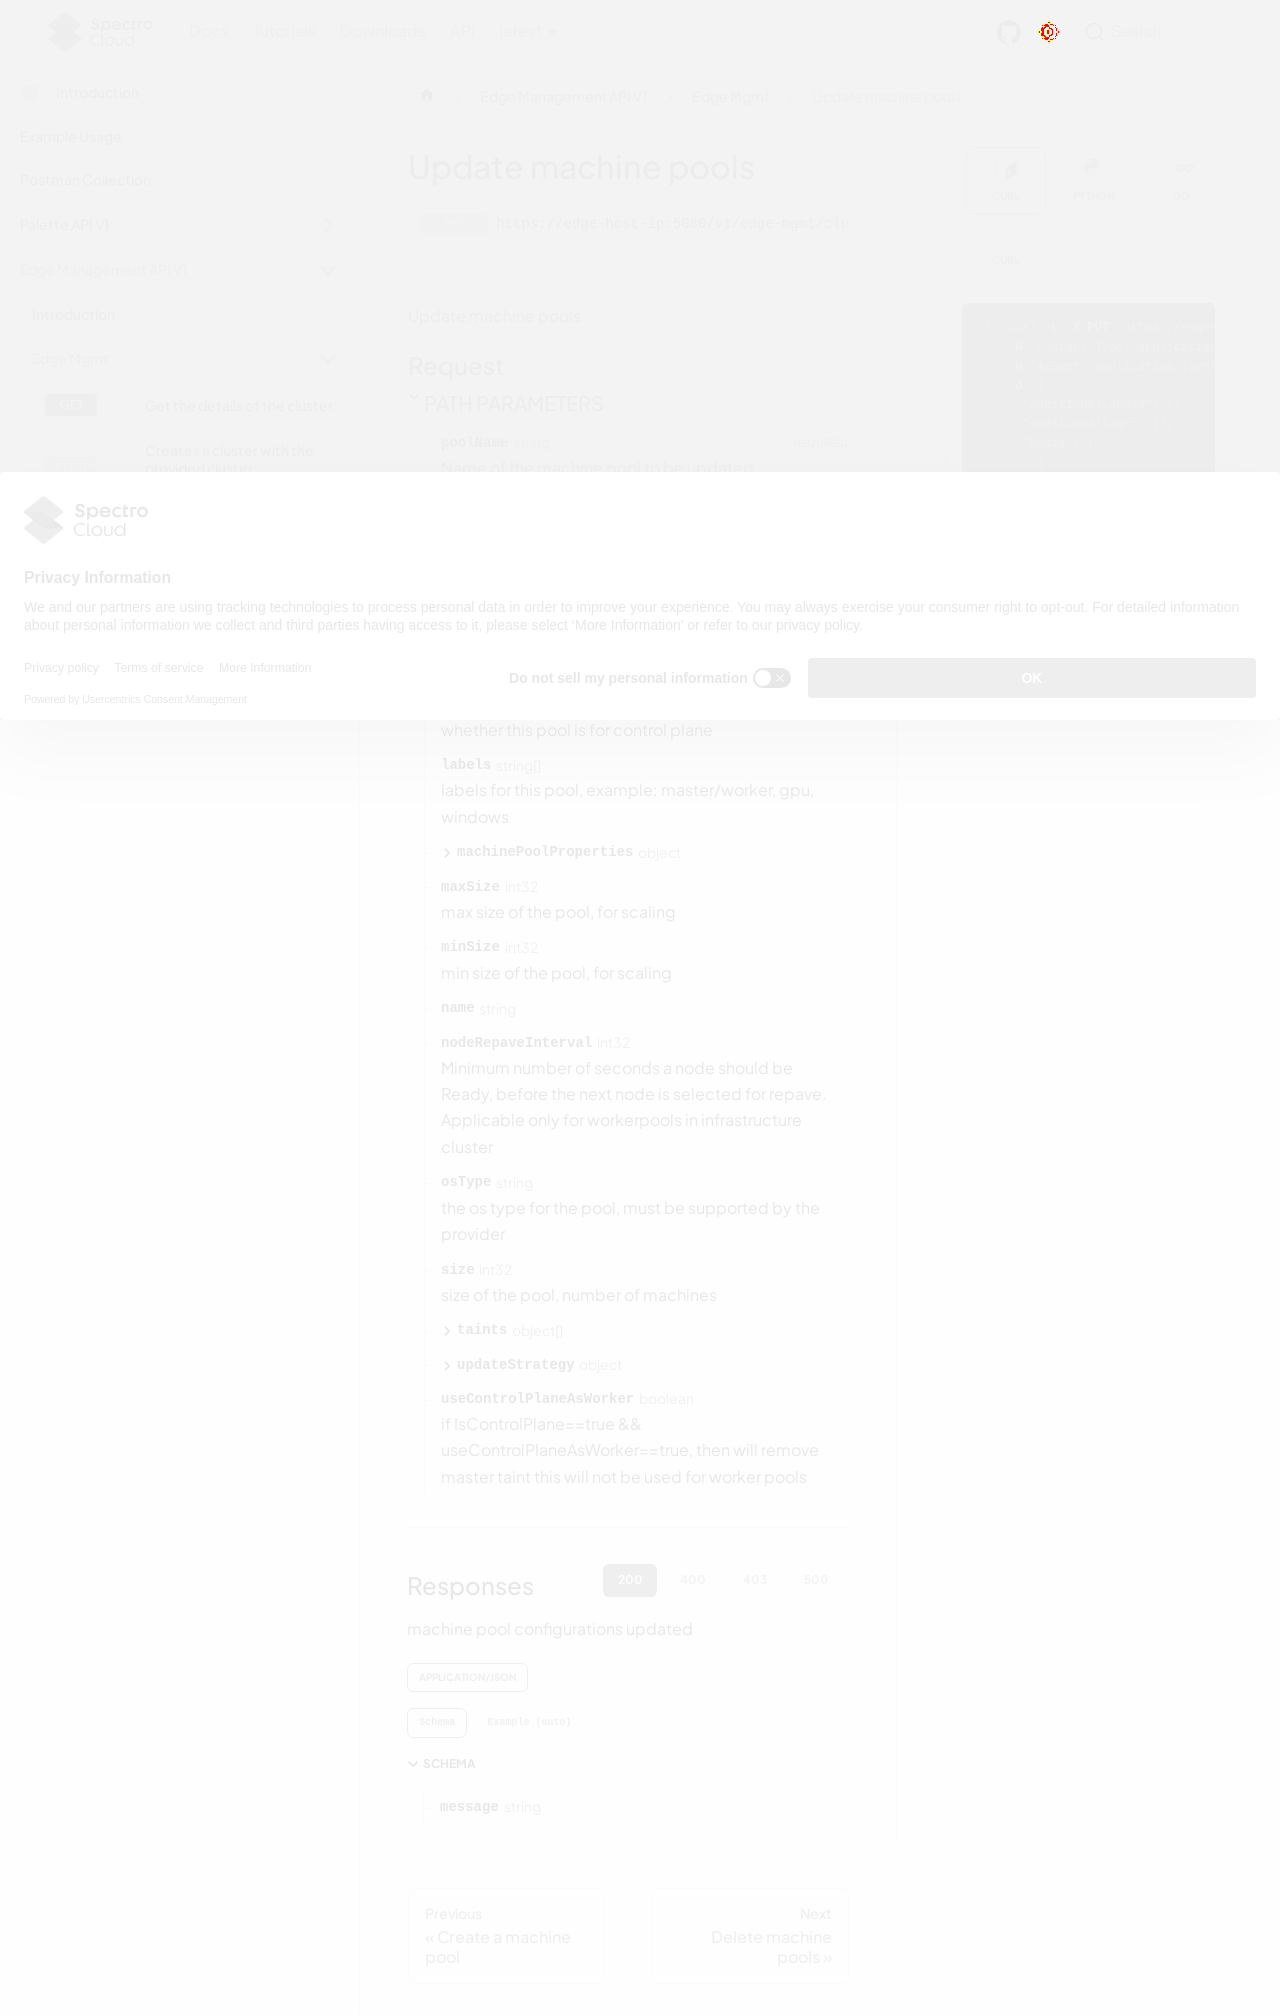 Spectro
Cloud
Docs
Tutorials
Downloads
API
latest
Search
Introduction
Example Usage
Postman Collection
Palette API V1
Edge Management API V1
Introduction
Edge Mgmt
GET
Get the details of the cluster.
Creates a cluster with the
provided cluster
Edge Management API V1
Edge Mgmt
Update machine pools
Update machine pools
Update machine pools
Request
PATH PARAMETERS
poolName string
REQUIRED
Name of the machine pool to be updated
CURL
PYTHON
GO
CURL
Spectro
Cloud
Privacy Information
We and our partners are using tracking technologies to process personal data in order to improve your experience. You may always exercise your consumer right to opt-out. For detailed information
about personal information we collect and third parties having access to it, please select ‘More Information’ or refer to our privacy policy.
Privacy policy
Terms of service
More Information
Powered by Usercentrics Consent Management
Do not sell my personal information
OK
whether this pool is for control plane
labels string[]
labels for this pool, example: master/worker, gpu,
windows
machinePoolProperties object
maxSize int32
max size of the pool, for scaling
minSize int32
min size of the pool, for scaling
name string
nodeRepaveInterval int32
Minimum number of seconds a node should be
Ready, before the next node is selected for repave.
Applicable only for workerpools in infrastructure
cluster
osType string
the os type for the pool, must be supported by the
provider
size int32
size of the pool, number of machines
taints object[]
updateStrategy object
useControlPlaneAsWorker boolean
if IsControlPlane==true &&
useControlPlaneAsWorker==true, then will remove
master taint this will not be used for worker pools
Responses
200
400
403
500
machine pool configurations updated
APPLICATION/JSON
Schema
Example (auto)
SCHEMA
message string
Previous
« Create a machine
pool
Next
Delete machine
pools »